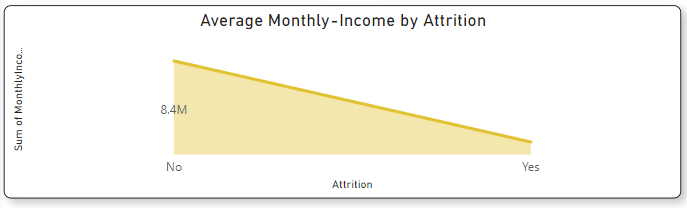 Average Monthly-Income by Attrition
Sum of MonthlyInco...
8.4M
No
Yes
Attrition